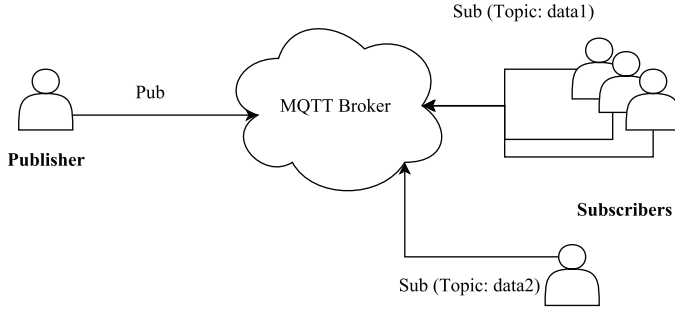 Sub (Topic: data1)
Pub
MQTT Broker
Publisher
Subscribers
Sub (Topic: data2)